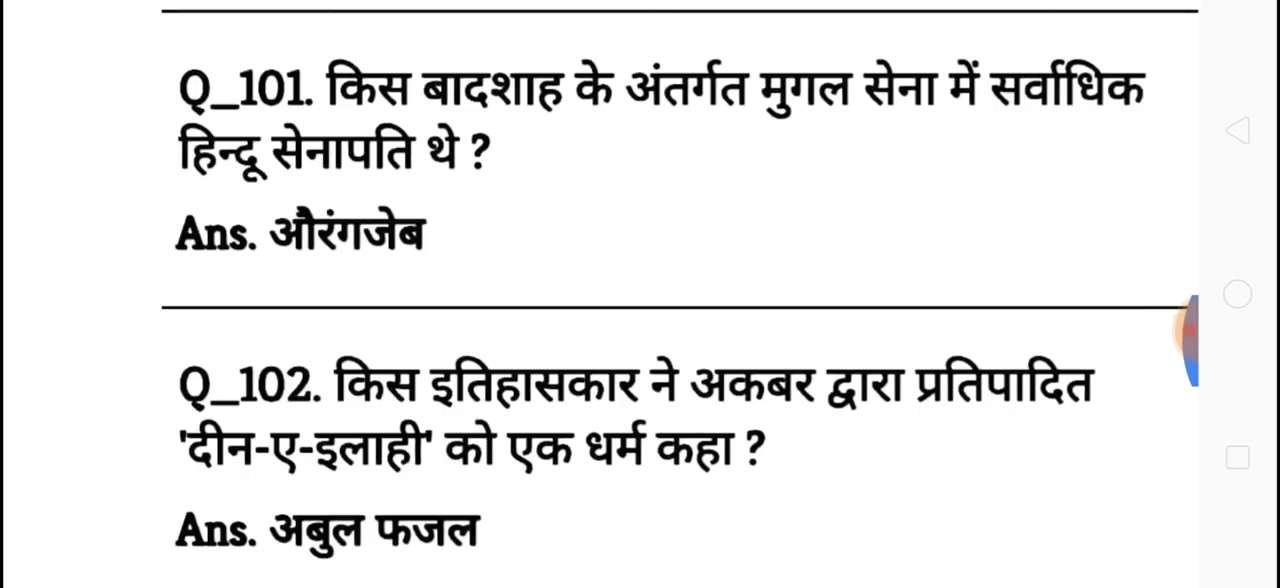 Q_101. किस बादशाह के अंतर्गत मुगल सेना में सर्वाधिक
हिन्दू सेनापति थे ?
Ans. औरंगजेब
Q_102. किस इतिहासकार ने अकबर द्वारा प्रतिपादित
'दीन-ए-इलाही' को एक धर्म कहा ?
Ans. अबुल फजल